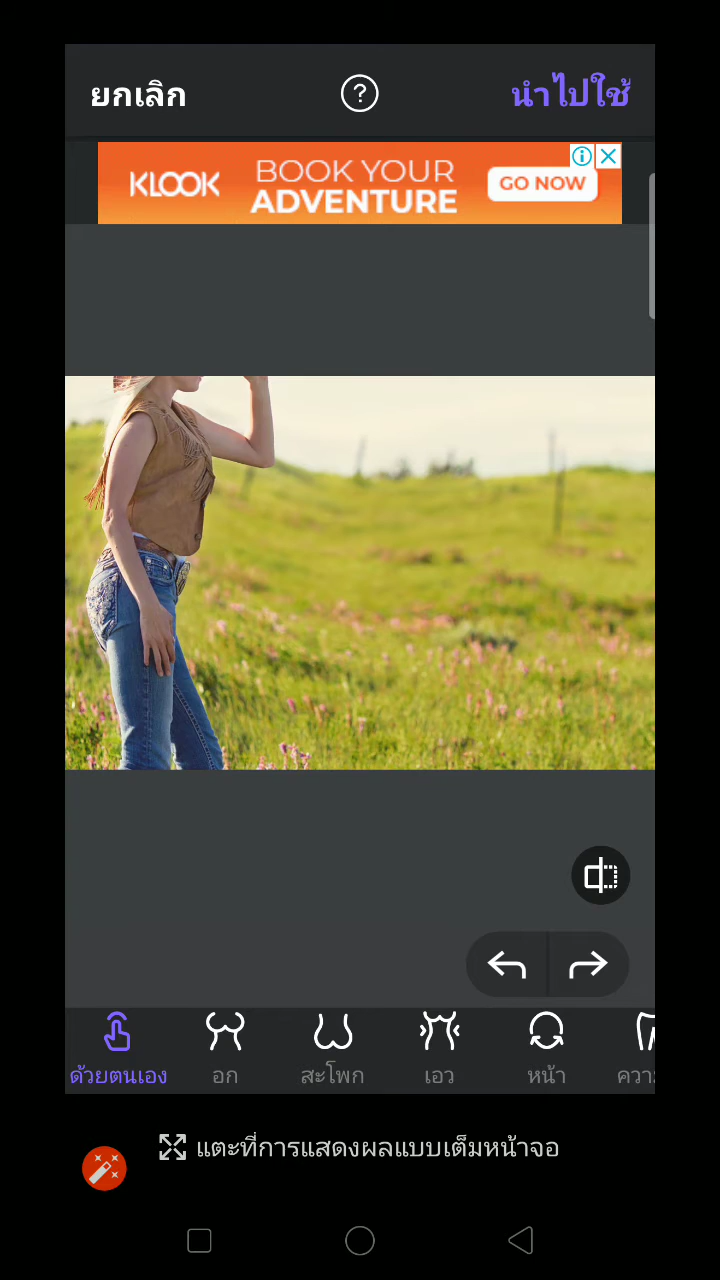 ยกเลิก
?
นำไปใช้
KLOOK
BOOK YOUR
ADVENTURE
GO NOW
ด้วยตนเอง
อก
สะโพก
เอว
หน้า
แตะที่การแสดงผลแบบเต็มหน้าจอ